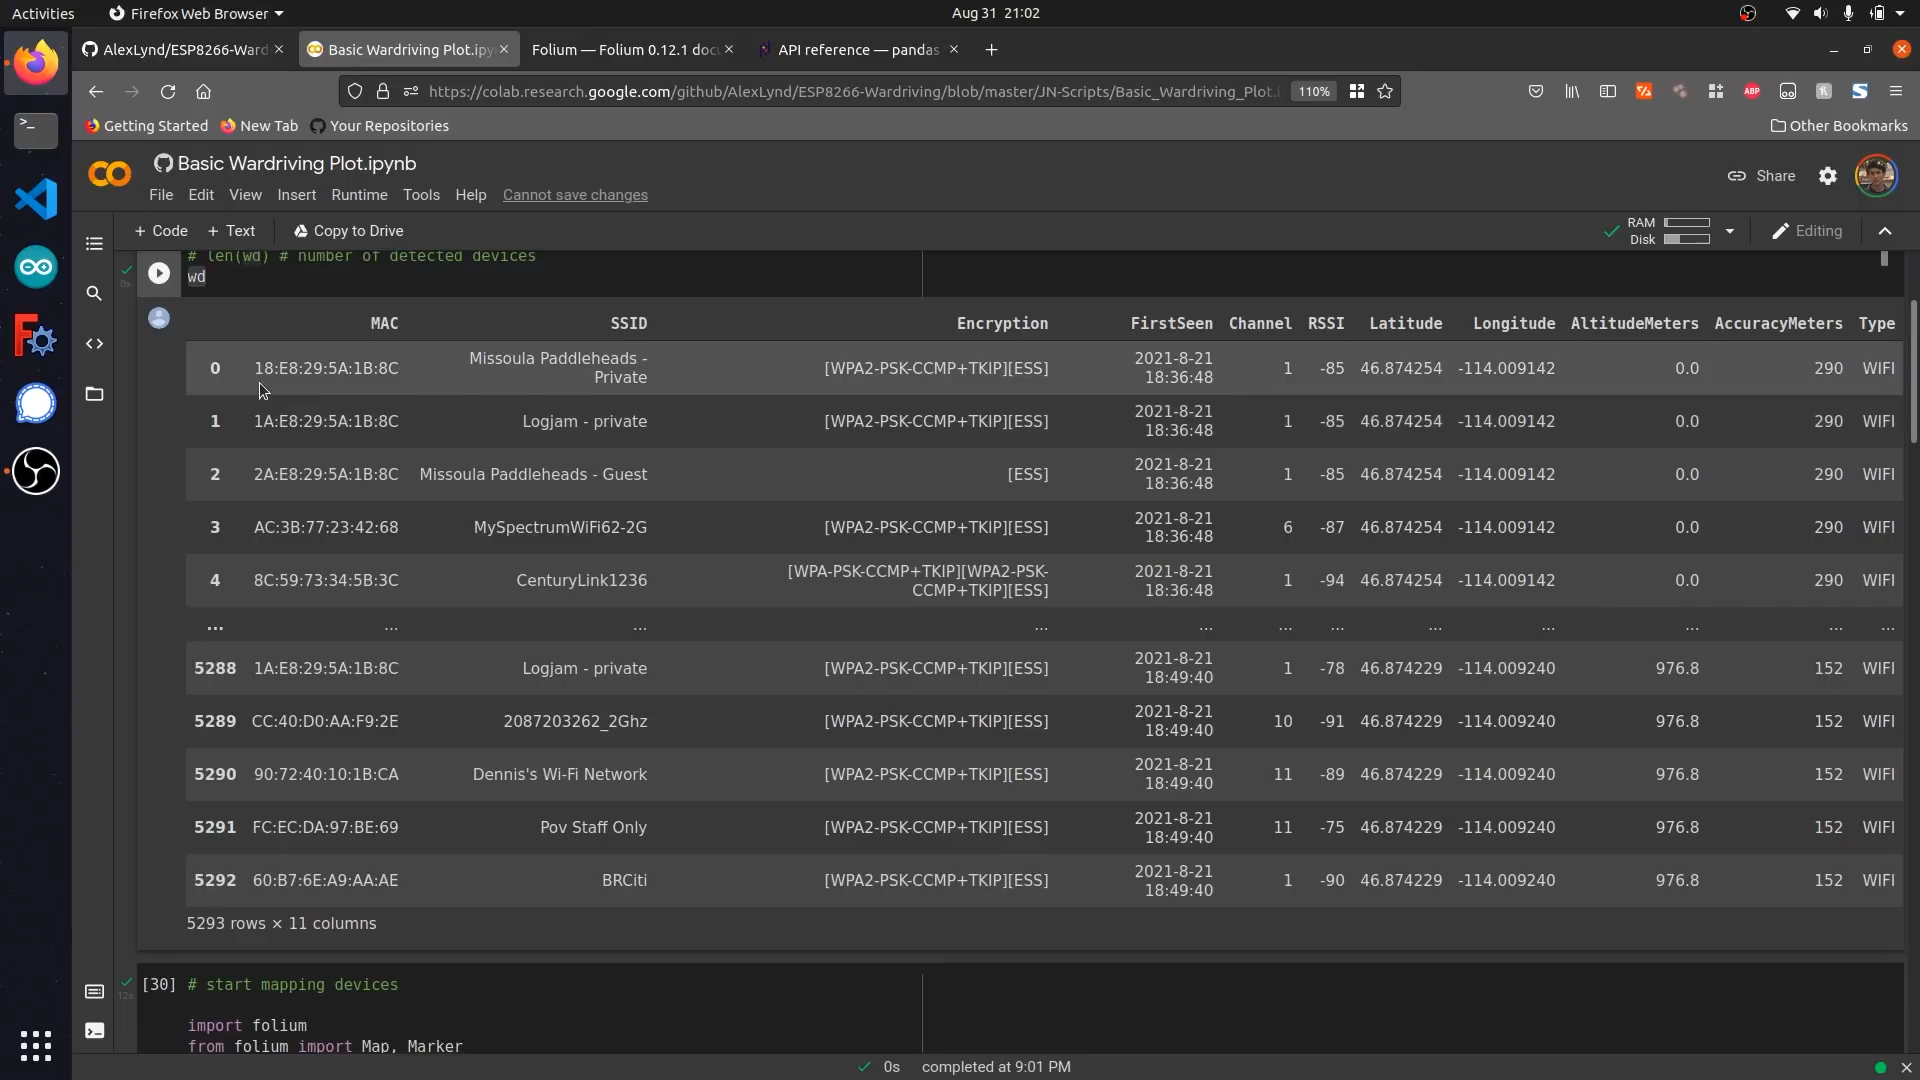 Activities
Firefox Web Browser
Aug 31 21:02
AlexLynd/ESP8266-Ward
Basic Wardriving Plot.ipy
Folium — Folium 0.12.1 doc
API reference — pandas
https://colab.research.google.com/github/AlexLynd/ESP8266-Wardriving/blob/master/JN-Scripts/Basic_Wardriving_Plot.i
110%
ABP
Getting Started
New Tab
Your Repositories
Other Bookmarks
Basic Wardriving Plot.ipynb
File Edit View Insert Runtime Tools Help Cannot save changes
Share
+ Code + Text Copy to Drive
RAM
Disk
Editing
# len(wd) # number of detected devices
wd
0s
MAC SSID Encryption FirstSeen Channel RSSI Latitude Longitude AltitudeMeters AccuracyMeters Type
0 18:E8:29:5A:1B:8C Missoula Paddleheads - Private [WPA2-PSK-CCMP+TKIP][ESS] 2021-8-21 18:36:48 1 -85 46.874254 -114.009142 0.0 290 WIFI
1 1A:E8:29:5A:1B:8C Logjam - private [WPA2-PSK-CCMP+TKIP][ESS] 2021-8-21 18:36:48 1 -85 46.874254 -114.009142 0.0 290 WIFI
2 2A:E8:29:5A:1B:8C Missoula Paddleheads - Guest [ESS] 2021-8-21 18:36:48 1 -85 46.874254 -114.009142 0.0 290 WIFI
3 AC:3B:77:23:42:68 MySpectrumWiFi62-2G [WPA2-PSK-CCMP+TKIP][ESS] 2021-8-21 18:36:48 6 -87 46.874254 -114.009142 0.0 290 WIFI
4 8C:59:73:34:5B:3C CenturyLink1236 [WPA-PSK-CCMP+TKIP][WPA2-PSK-CCMP+TKIP][ESS] 2021-8-21 18:36:48 1 -94 46.874254 -114.009142 0.0 290 WIFI
... ... ... ... ... ... ... ... ... ... ... ...
5288 1A:E8:29:5A:1B:8C Logjam - private [WPA2-PSK-CCMP+TKIP][ESS] 2021-8-21 18:49:40 1 -78 46.874229 -114.009240 976.8 152 WIFI
5289 CC:40:D0:AA:F9:2E 2087203262_2Ghz [WPA2-PSK-CCMP+TKIP][ESS] 2021-8-21 18:49:40 10 -91 46.874229 -114.009240 976.8 152 WIFI
5290 90:72:40:10:1B:CA Dennis's Wi-Fi Network [WPA2-PSK-CCMP+TKIP][ESS] 2021-8-21 18:49:40 11 -89 46.874229 -114.009240 976.8 152 WIFI
5291 FC:EC:DA:97:BE:69 Pov Staff Only [WPA2-PSK-CCMP+TKIP][ESS] 2021-8-21 18:49:40 11 -75 46.874229 -114.009240 976.8 152 WIFI
5292 60:B7:6E:A9:AA:AE BRCiti [WPA2-PSK-CCMP+TKIP][ESS] 2021-8-21 18:49:40 1 -90 46.874229 -114.009240 976.8 152 WIFI
5293 rows × 11 columns
[30] # start mapping devices
12s
import folium
from folium import Map, Marker
0s completed at 9:01 PM